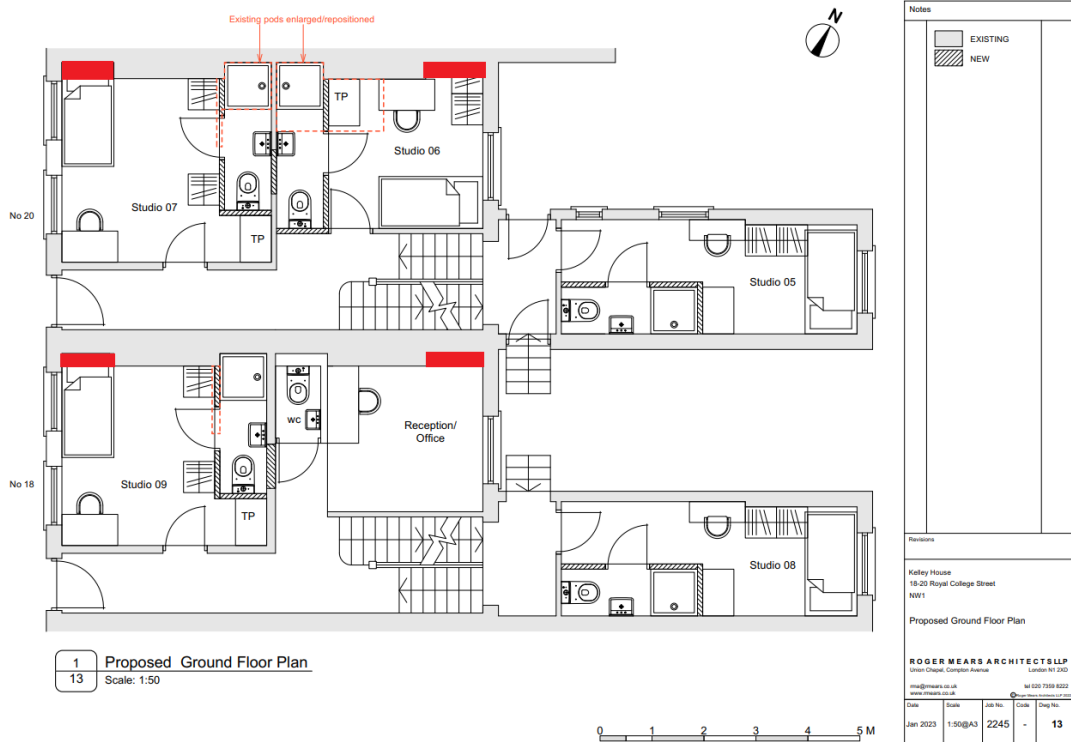 Existing pods enlarged/repositioned
N
TP
Studio 06
Studio 07
No 20
TP
Studio 05
WC
Reception/
Office
No 18
Studio 09
TP
Studio 08
1
13
Proposed Ground Floor Plan
Scale: 1:50
0 1 2 3 4 5 M
Notes
EXISTING
NEW
Revisions
Kelley House
18-20 Royal College Street
NW1
Proposed Ground Floor Plan
ROGER MEARS ARCHITECTS LLP
Union Chapel, Compton Avenue London N1 2XD
rma@rmears.co.uk tel 020 7359 8222
www.rmears.co.uk ©Roger Mears Architects LLP
Date Scale Job No. Code Dwg No.
Jan 2023 1:50@A3 2245 - 13